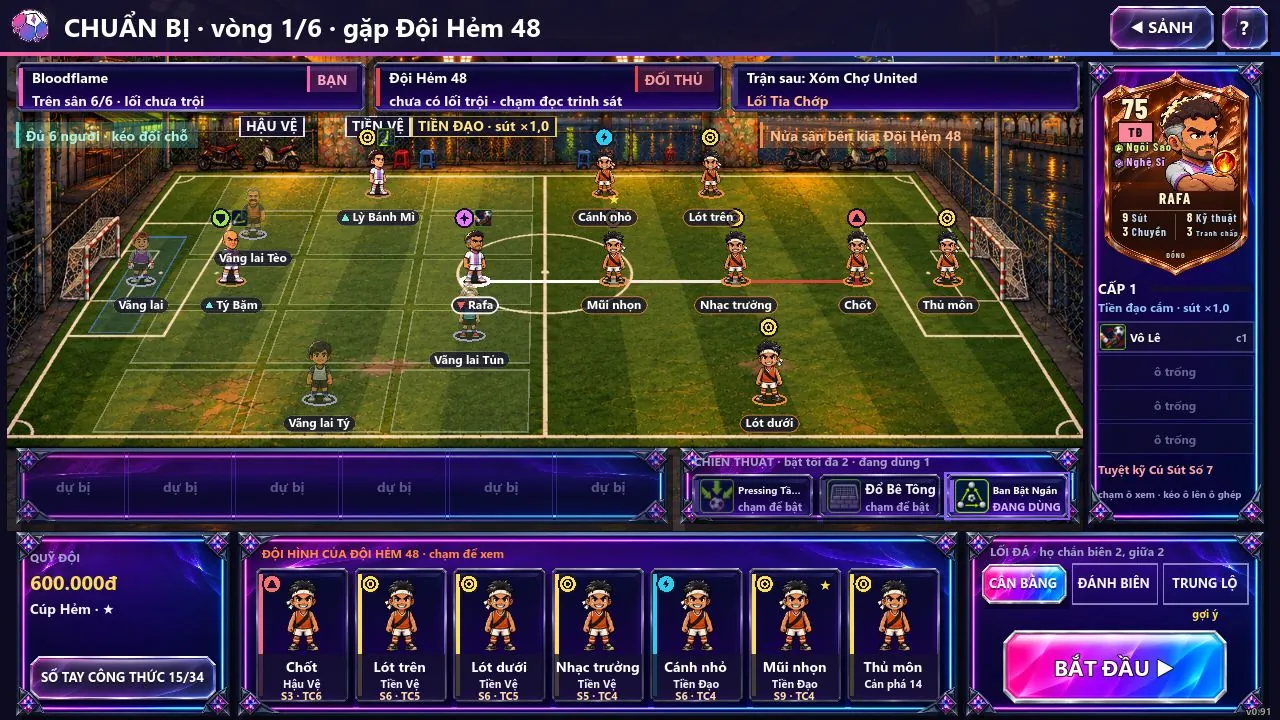 CHUẨN BỊ · vòng 1/6 · gặp Đội Hẻm 48
◀ SẢNH
?
Bloodflame
BẠN
Trên sân 6/6 · lối chưa trội
Đội Hẻm 48
ĐỐI THỦ
chưa có lối trội · chạm đọc trinh sát
Trận sau: Xóm Chợ United
Lối Tia Chớp
Đủ 6 người · kéo đổi chỗ
HẬU VỆ
TIỀN VỆ
TIỀN ĐẠO · sút ×1,0
Nửa sân bên kia: Đội Hẻm 48
Lý Bánh Mì
Cánh nhỏ
Lót trên
Vãng lai Tèo
Vãng lai
Tý Bặm
Rafa
Mũi nhọn
Nhạc trưởng
Chốt
Thủ môn
Vãng lai Tún
Vãng lai Tý
Lót dưới
75
TĐ
Ngôi Sao
Nghệ Sĩ
RAFA
9 Sút
8 Kỹ thuật
3 Chuyền
3 Tranh chấp
ĐỒNG
CẤP 1
Tiền đạo cắm · sút ×1,0
Vô Lê
c1
ô trống
ô trống
ô trống
Tuyệt kỹ Cú Sút Số 7
chạm ô xem · kéo ô lên ô ghép
dự bị
dự bị
dự bị
dự bị
dự bị
dự bị
CHIẾN THUẬT · bật tối đa 2 · đang dùng 1
Pressing Tầ...
chạm để bật
Đổ Bê Tông
chạm để bật
Ban Bật Ngắn
ĐANG DÙNG
QUỸ ĐỘI
600.000đ
Cúp Hẻm · ★
SỔ TAY CÔNG THỨC 15/34
ĐỘI HÌNH CỦA ĐỘI HẺM 48 · chạm để xem
Chốt
Hậu Vệ
S3 · TC6
Lót trên
Tiền Vệ
S6 · TC5
Lót dưới
Tiền Vệ
S6 · TC5
Nhạc trưởng
Tiền Vệ
S5 · TC4
Cánh nhỏ
Tiền Đạo
S6 · TC4
Mũi nhọn
Tiền Đạo
S9 · TC4
Thủ môn
Cản phá 14
LỐI ĐÁ · họ chắn biên 2, giữa 2
CÂN BẰNG
ĐÁNH BIÊN
TRUNG LỘ
gợi ý
BẮT ĐẦU ▶
v0.91